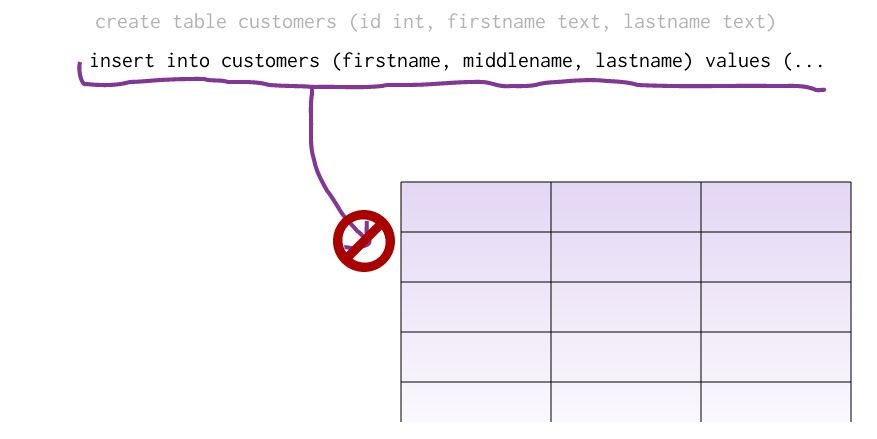 create table customers (id int, firstname text, lastname text)
insert into customers (firstname, middlename, lastname) values (...